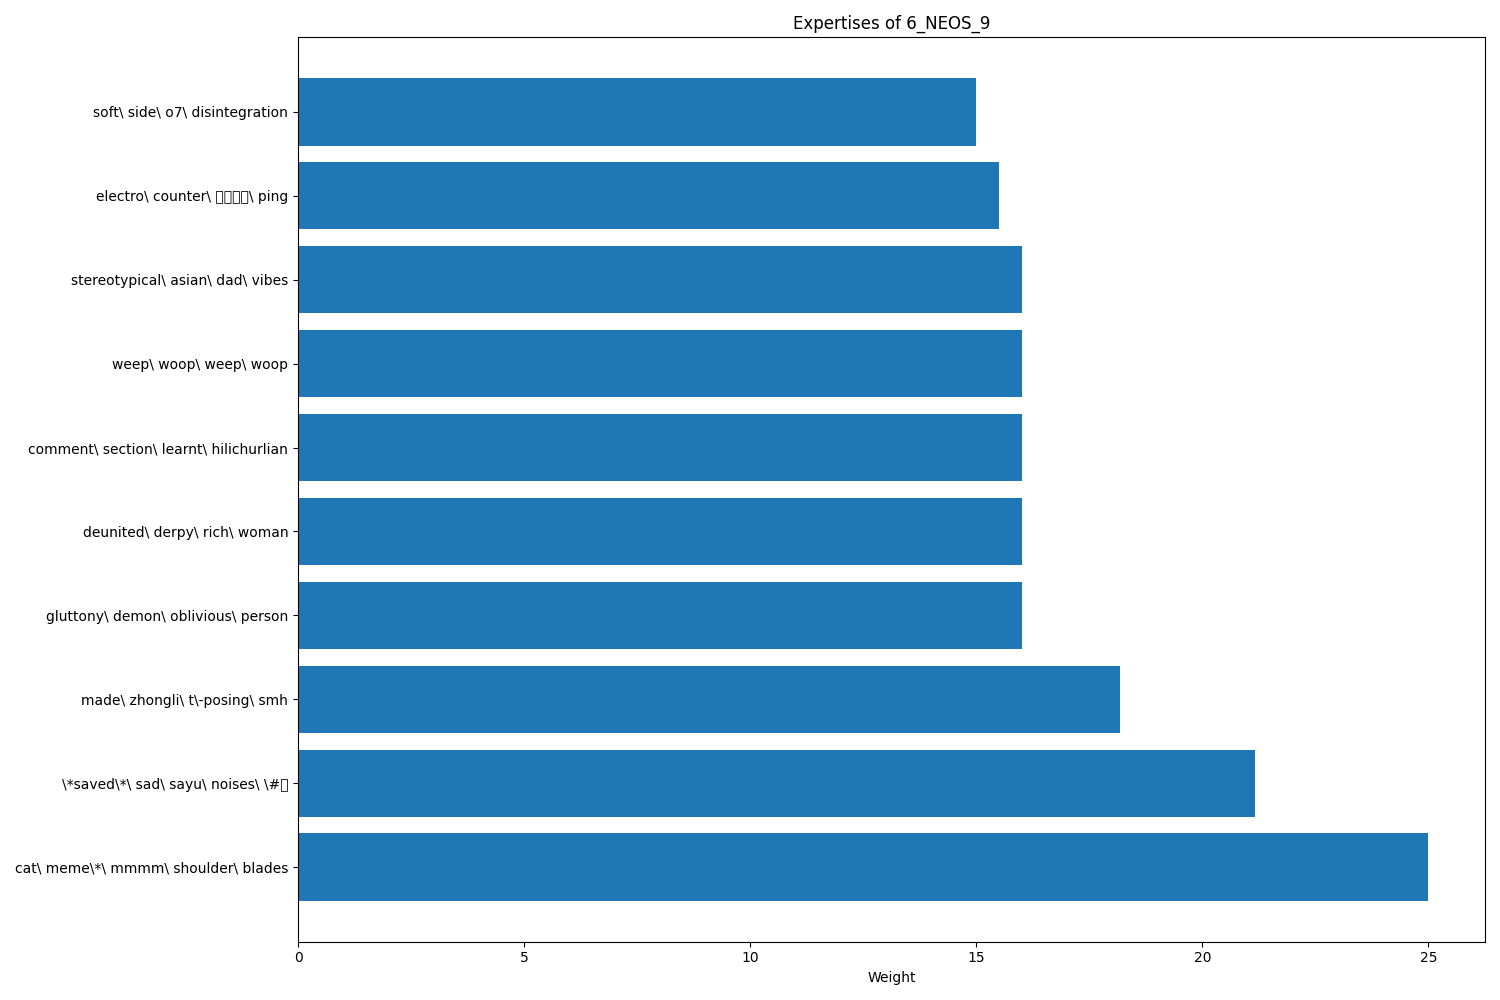 Expertises of 6_NEOS_9
soft\ side\ o7\ disintegration
electro\ counter\ \ ping
stereotypical\ asian\ dad\ vibes
weep\ woop\ weep\ woop
comment\ section\ learnt\ hilichurlian
deunited\ derpy\ rich\ woman
gluttony\ demon\ oblivious\ person
made\ zhongli\ t\-posing\ smh
\*saved\*\ sad\ sayu\ noises\ \#
cat\ meme\*\ mmmm\ shoulder\ blades
0 5 10 15 20 25
Weight